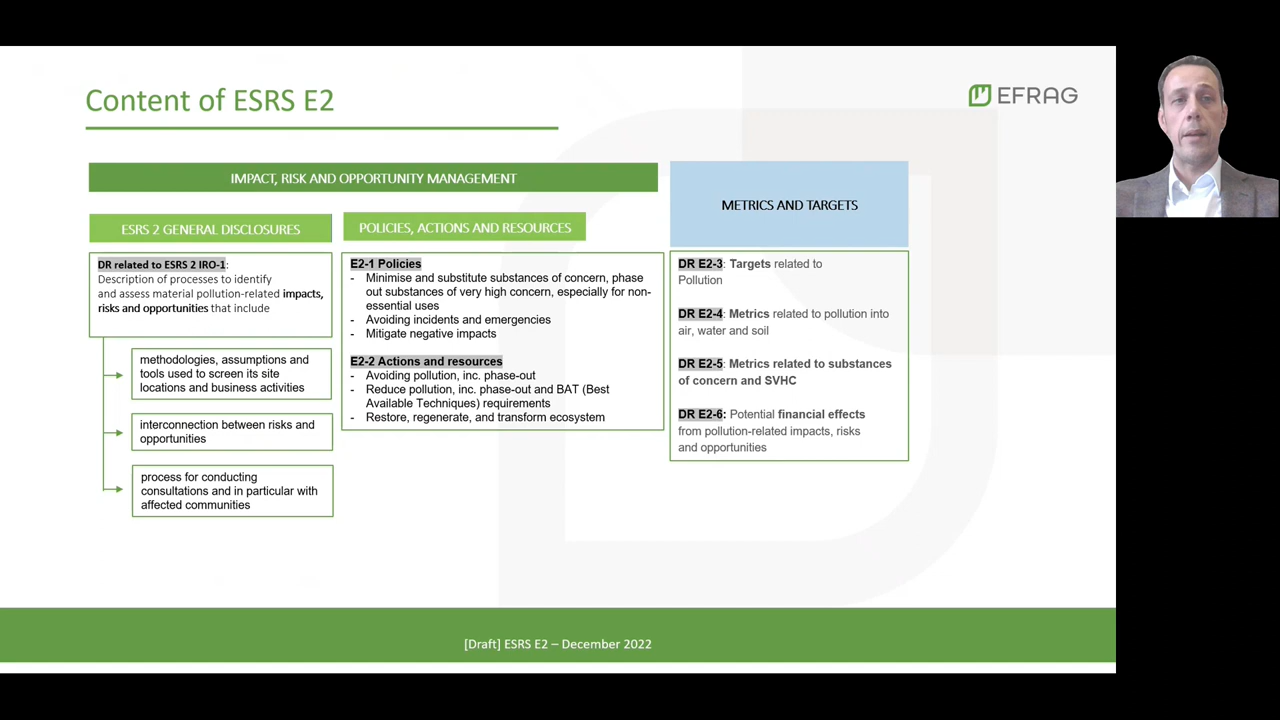 Content of ESRS E2
EFRAG
IMPACT, RISK AND OPPORTUNITY MANAGEMENT
METRICS AND TARGETS
ESRS 2 GENERAL DISCLOSURES
POLICIES, ACTIONS AND RESOURCES
DR related to ESRS 2 IRO-1:
Description of processes to identify
and assess material pollution-related impacts,
risks and opportunities that include
methodologies, assumptions and
tools used to screen its site
locations and business activities
interconnection between risks and
opportunities
process for conducting
consultations and in particular with
affected communities
E2-1 Policies
- Minimise and substitute substances of concern, phase
out substances of very high concern, especially for non-
essential uses
- Avoiding incidents and emergencies
- Mitigate negative impacts
E2-2 Actions and resources
- Avoiding pollution, inc. phase-out
- Reduce pollution, inc. phase-out and BAT (Best
Available Techniques) requirements
- Restore, regenerate, and transform ecosystem
DR E2-3: Targets related to
Pollution
DR E2-4: Metrics related to pollution into
air, water and soil
DR E2-5: Metrics related to substances
of concern and SVHC
DR E2-6: Potential financial effects
from pollution-related impacts, risks
and opportunities
[Draft] ESRS E2 – December 2022